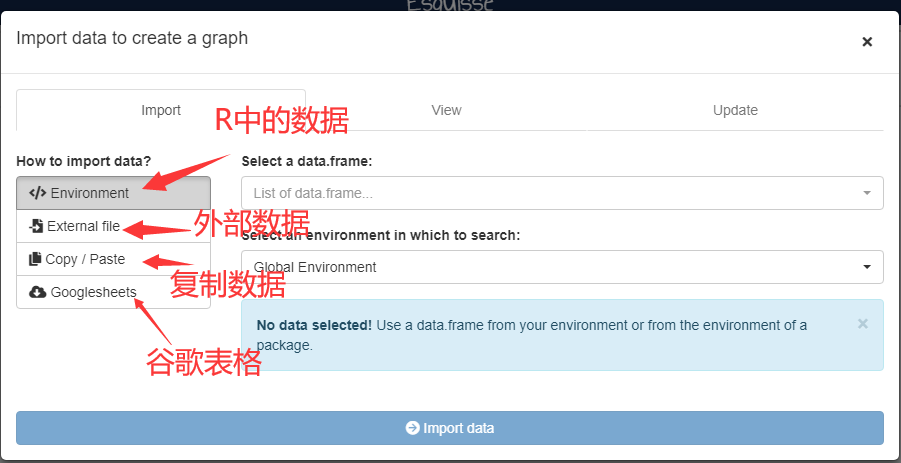 Esquisse
Import data to create a graph
×
Import
View
Update
R中的数据
How to import data?
Select a data.frame:
Environment
List of data.frame...
External file
外部数据
Select an environment in which to search:
Copy / Paste
Global Environment
复制数据
Googlesheets
No data selected! Use a data.frame from your environment or from the environment of a
package.
×
谷歌表格
Import data